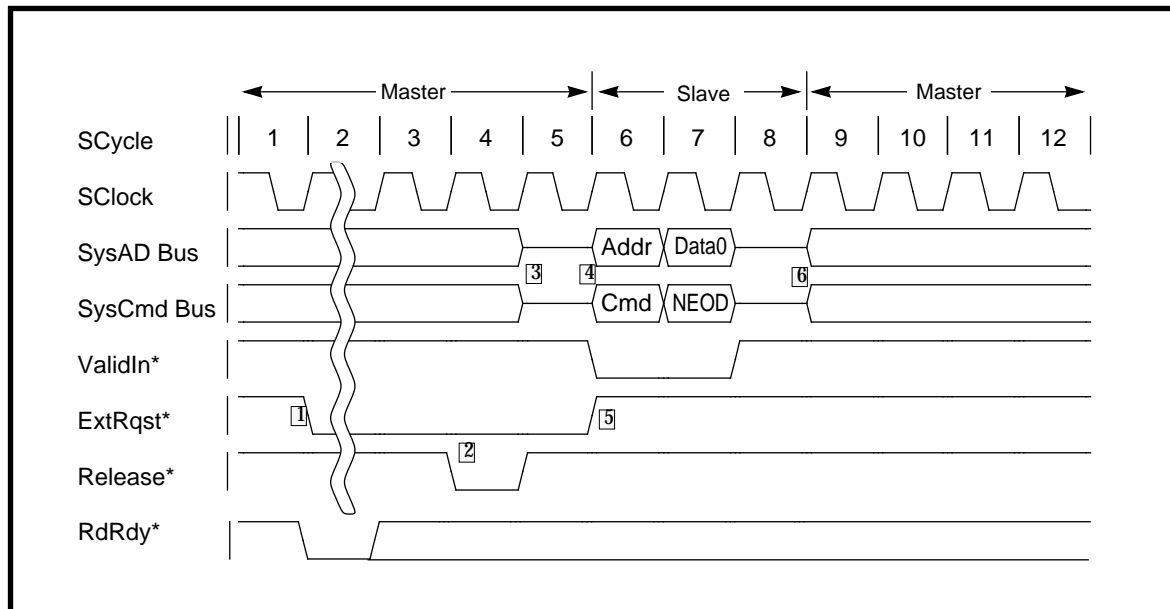 Master Slave Master
SCycle 1 2 3 4 5 6 7 8 9 10 11 12
SClock
SysAD Bus Addr Data0
3 4 6
SysCmd Bus Cmd NEOD
ValidIn*
ExtRqst* 1 5
2
Release*
RdRdy*